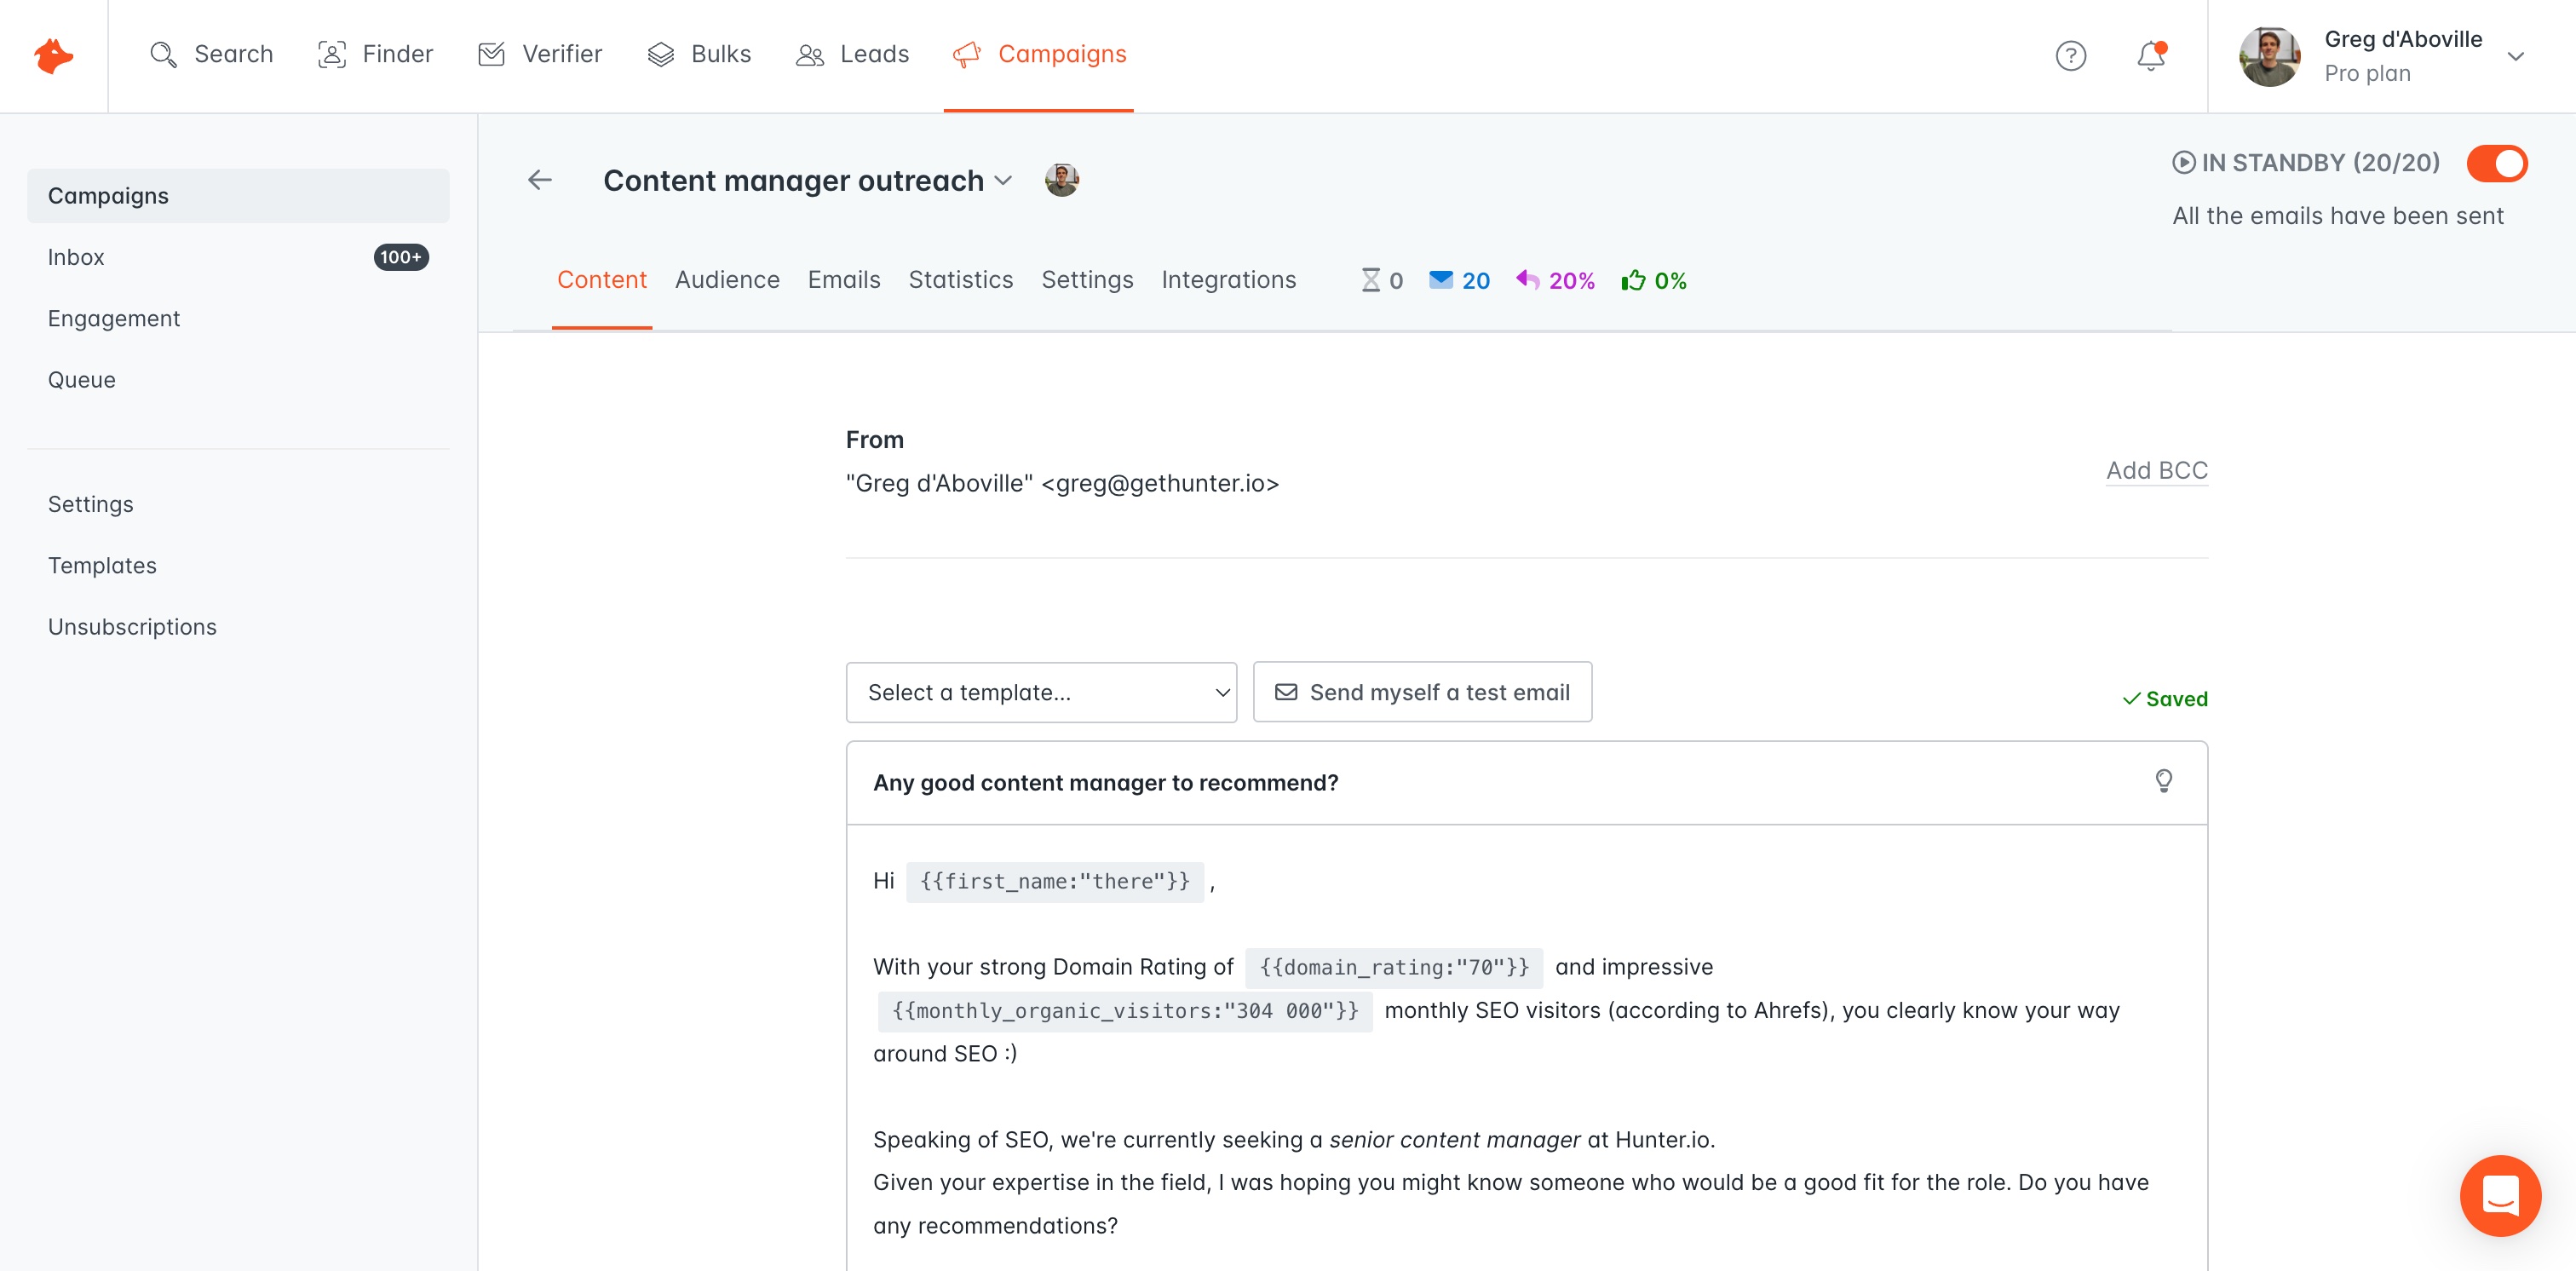 Search
Finder
Verifier
Bulks
Leads
Campaigns
Greg d'Aboville
Pro plan
Campaigns
Inbox
100+
Engagement
Queue
Settings
Templates
Unsubscriptions
Content manager outreach
IN STANDBY (20/20)
All the emails have been sent
Content
Audience
Emails
Statistics
Settings
Integrations
0
20
20%
0%
From
"Greg d'Aboville" <greg@gethunter.io>
Add BCC
Select a template...
Send myself a test email
Saved
Any good content manager to recommend?
Hi {{first_name:"there"}} ,
With your strong Domain Rating of {{domain_rating:"70"}} and impressive
{{monthly_organic_visitors:"304 000"}} monthly SEO visitors (according to Ahrefs), you clearly know your way
around SEO :)
Speaking of SEO, we're currently seeking a senior content manager at Hunter.io.
Given your expertise in the field, I was hoping you might know someone who would be a good fit for the role. Do you have
any recommendations?